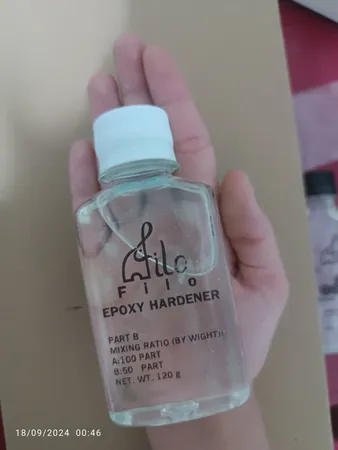 Filo
Filo
EPOXY HARDENER
PART B
MIXING RATIO (BY WIGHT):
A:100 PART
B:50 PART
NET. WT. 120 g
18/09/2024 00:46